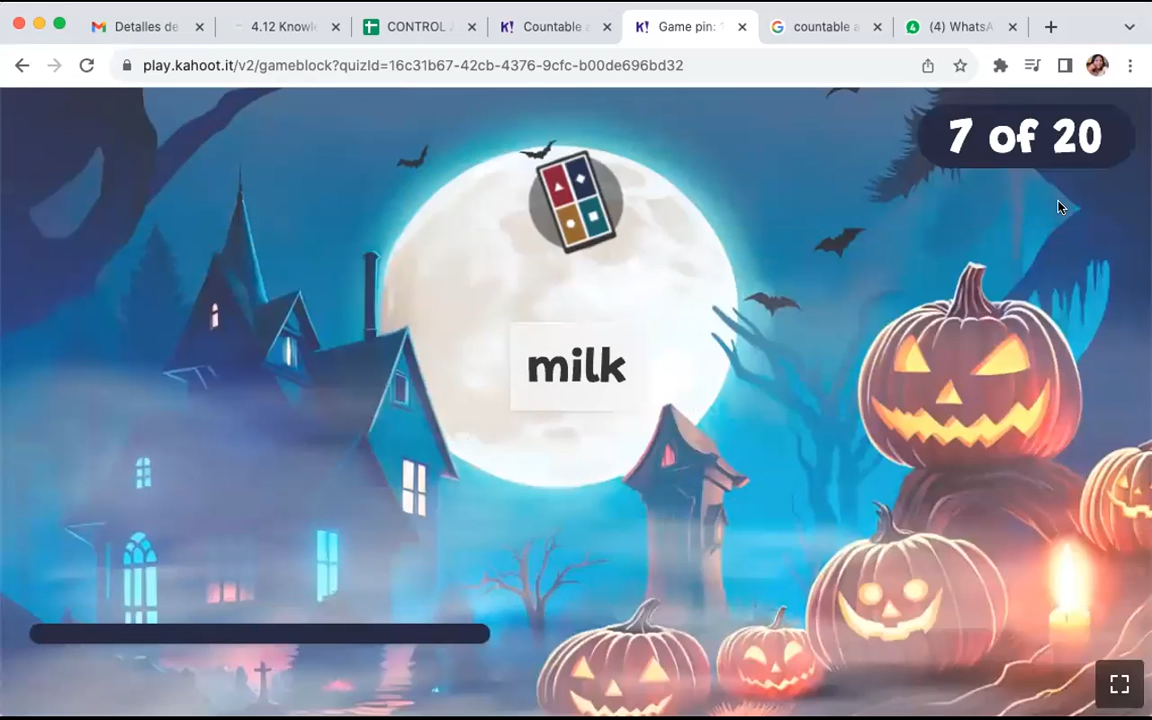 Detalles de
4.12 Knowl
CONTROL
K! Countable a
K! Game pin:
G countable a
4 (4) WhatsA
play.kahoot.it/v2/gameblock?quizId=16c31b67-42cb-4376-9cfc-b00de696bd32
7 of 20
milk